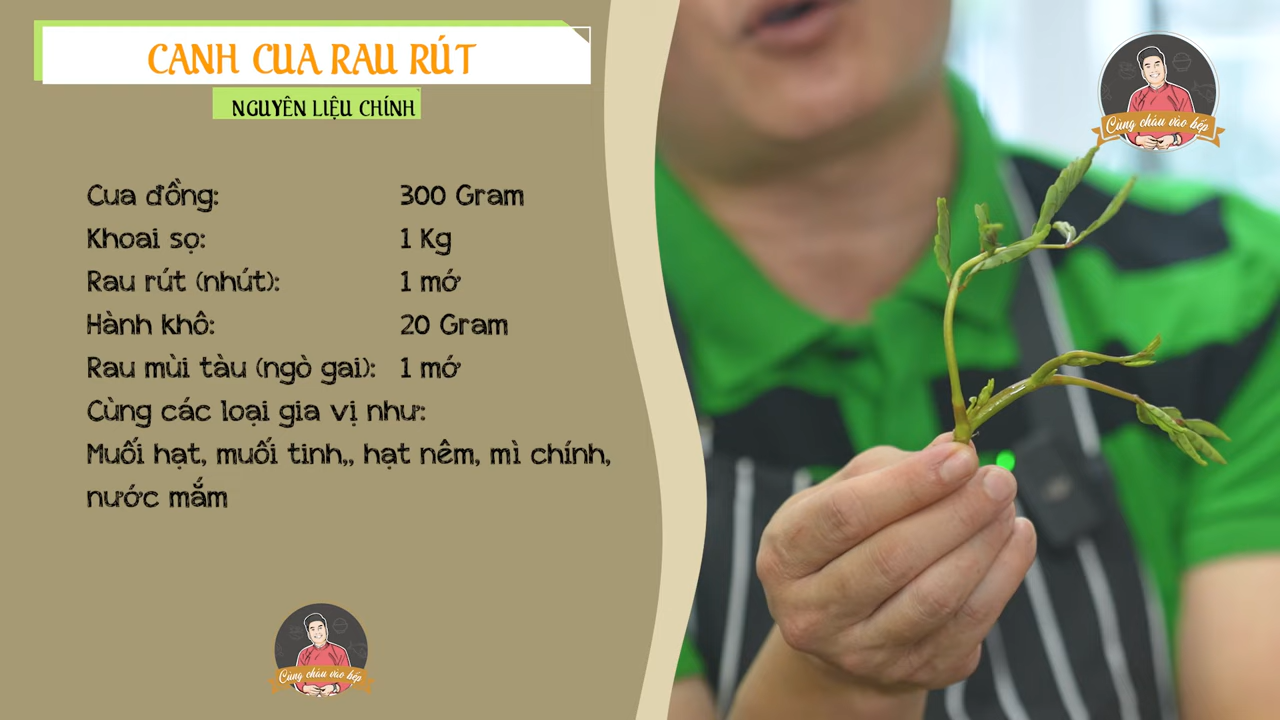 CANH CUA RAU RÚT
NGUYÊN LIỆU CHÍNH
Cùng cháu vào bếp
Cua đồng: 300 Gram
Khoai sọ: 1 Kg
Rau rút (nhút): 1 mớ
Hành khô: 20 Gram
Rau mùi tàu (ngò gai): 1 mớ
Cùng các loại gia vị như:
Muối hạt, muối tinh,, hạt nêm, mì chính,
nước mắm
Cùng cháu vào bếp